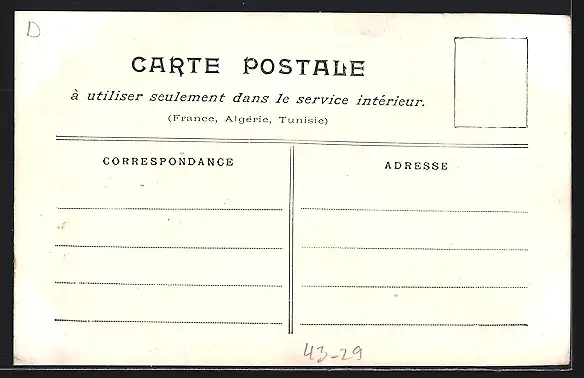 D
CARTE POSTALE
à utiliser seulement dans le service intérieur.
(France, Algérie, Tunisie)
CORRESPONDANCE
ADRESSE
43-29